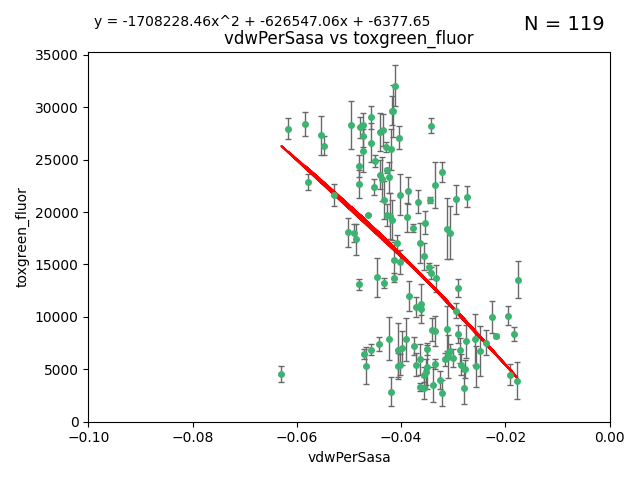 y = -1708228.46x^2 + -626547.06x + -6377.65
N = 119
vdwPerSasa vs toxgreen_fluor
35000
30000
25000
20000
15000
10000
5000
0
toxgreen_fluor
−0.10
−0.08
−0.06
−0.04
−0.02
0.00
vdwPerSasa